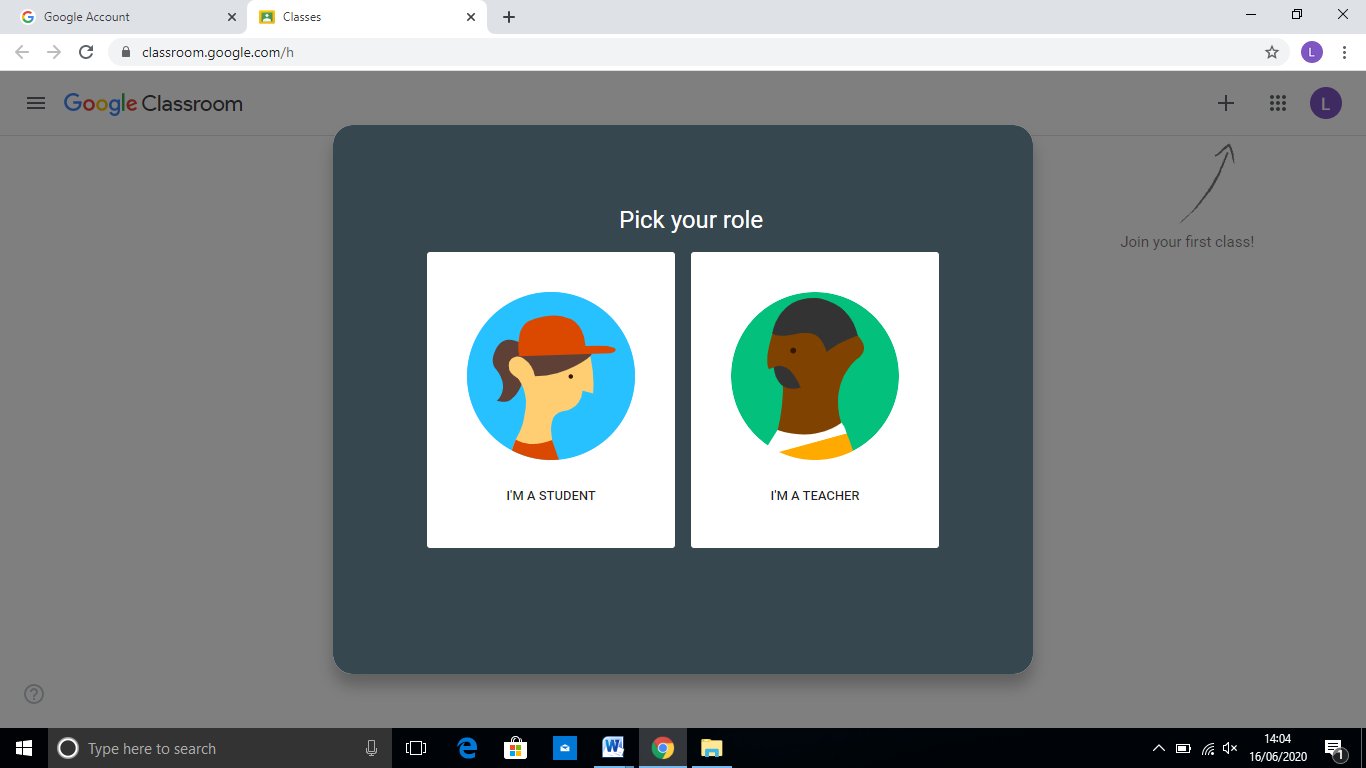 Google Account
Classes
classroom.google.com/h
L
Google Classroom
L
Join your first class!
Pick your role
I'M A STUDENT
I'M A TEACHER
Type here to search
W
14:04
16/06/2020
1